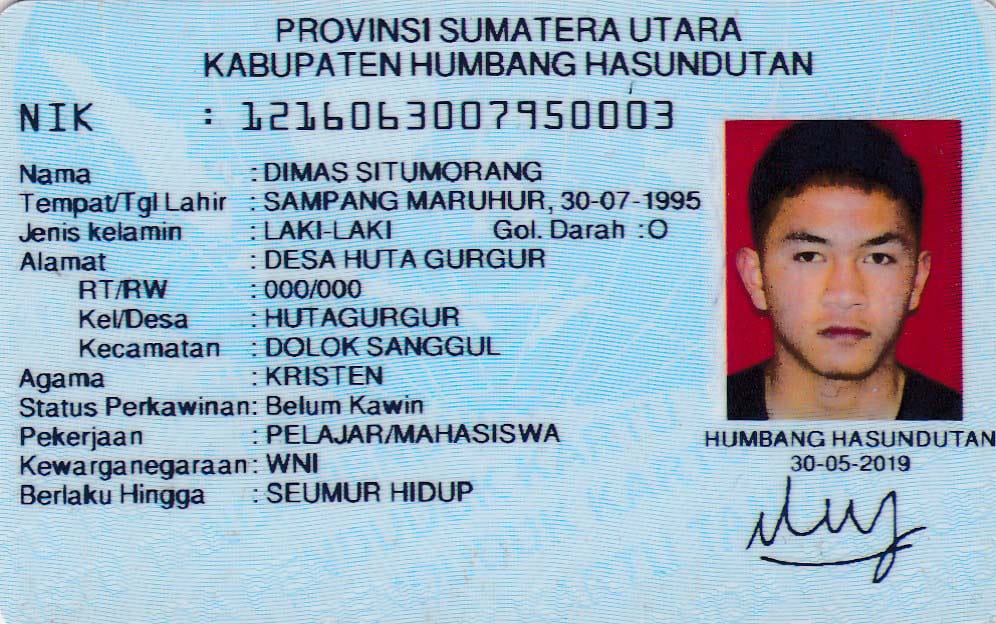 PROVINSI SUMATERA UTARA
KABUPATEN HUMBANG HASUNDUTAN
NIK : 1216063007950003
Nama : DIMAS SITUMORANG
Tempat/Tgl Lahir : SAMPANG MARUHUR, 30-07-1995
Jenis kelamin : LAKI-LAKI Gol. Darah :O
Alamat : DESA HUTA GURGUR
RT/RW : 000/000
Kel/Desa : HUTAGURGUR
Kecamatan : DOLOK SANGGUL
Agama : KRISTEN
Status Perkawinan: Belum Kawin
Pekerjaan : PELAJAR/MAHASISWA
Kewarganegaraan: WNI
Berlaku Hingga : SEUMUR HIDUP
HUMBANG HASUNDUTAN
30-05-2019